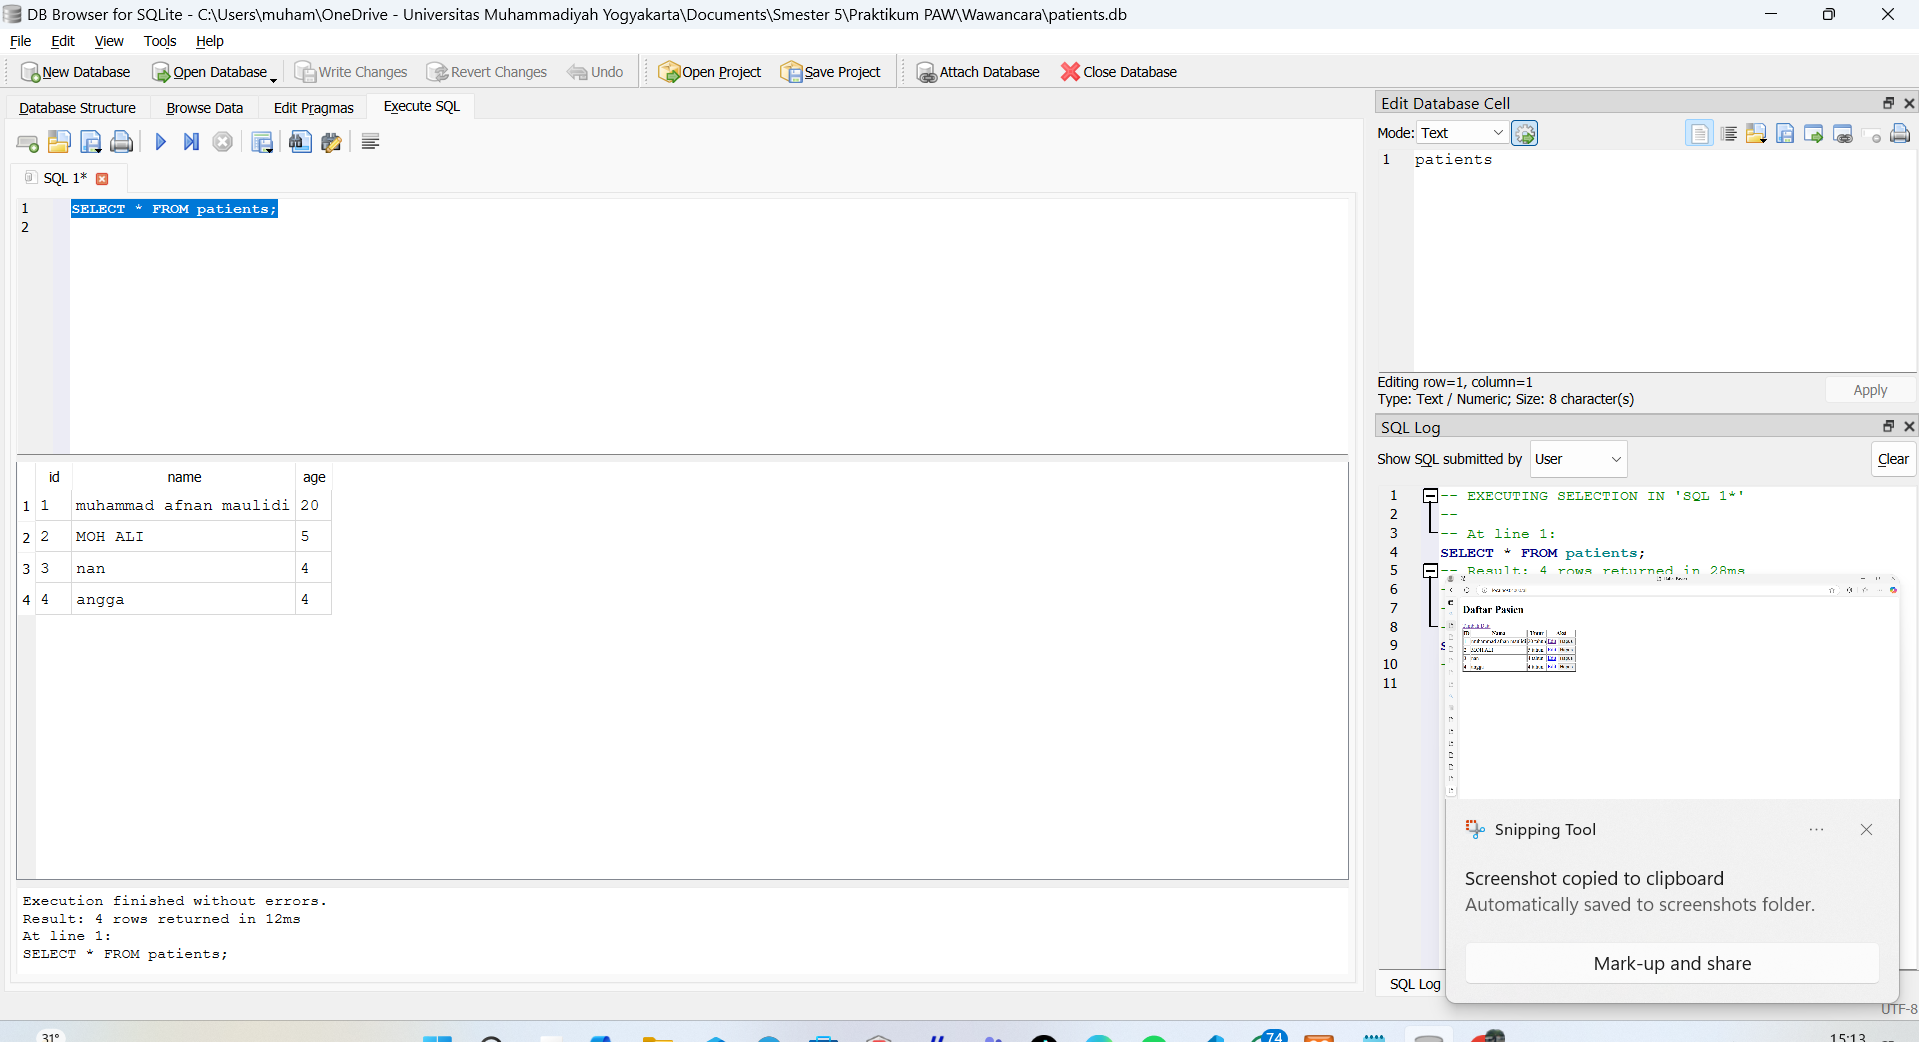 DB Browser for SQLite - C:\Users\muham\OneDrive - Universitas Muhammadiyah Yogyakarta\Documents\Smester 5\Praktikum PAW\Wawancara\patients.db
File Edit View Tools Help
New Database Open Database Write Changes Revert Changes Undo Open Project Save Project Attach Database Close Database
Database Structure Browse Data Edit Pragmas Execute SQL
SQL 1*
1 SELECT * FROM patients;
2
id name age
1 1 muhammad afnan maulidi 20
2 2 MOH ALI 5
3 3 nan 4
4 4 angga 4
Execution finished without errors.
Result: 4 rows returned in 12ms
At line 1:
SELECT * FROM patients;
Edit Database Cell
Mode: Text
1 patients
Editing row=1, column=1
Type: Text / Numeric; Size: 8 character(s)
Apply
SQL Log
Show SQL submitted by User Clear
1 -- EXECUTING SELECTION IN 'SQL 1*'
2 --
3 -- At line 1:
4 SELECT * FROM patients;
5 -- Result: 4 rows returned in 28ms
6
7
8
9
10
11
Daftar Pasien
Snipping Tool
Screenshot copied to clipboard
Automatically saved to screenshots folder.
Mark-up and share
SQL Log
UTF-8
31°
74
15:13